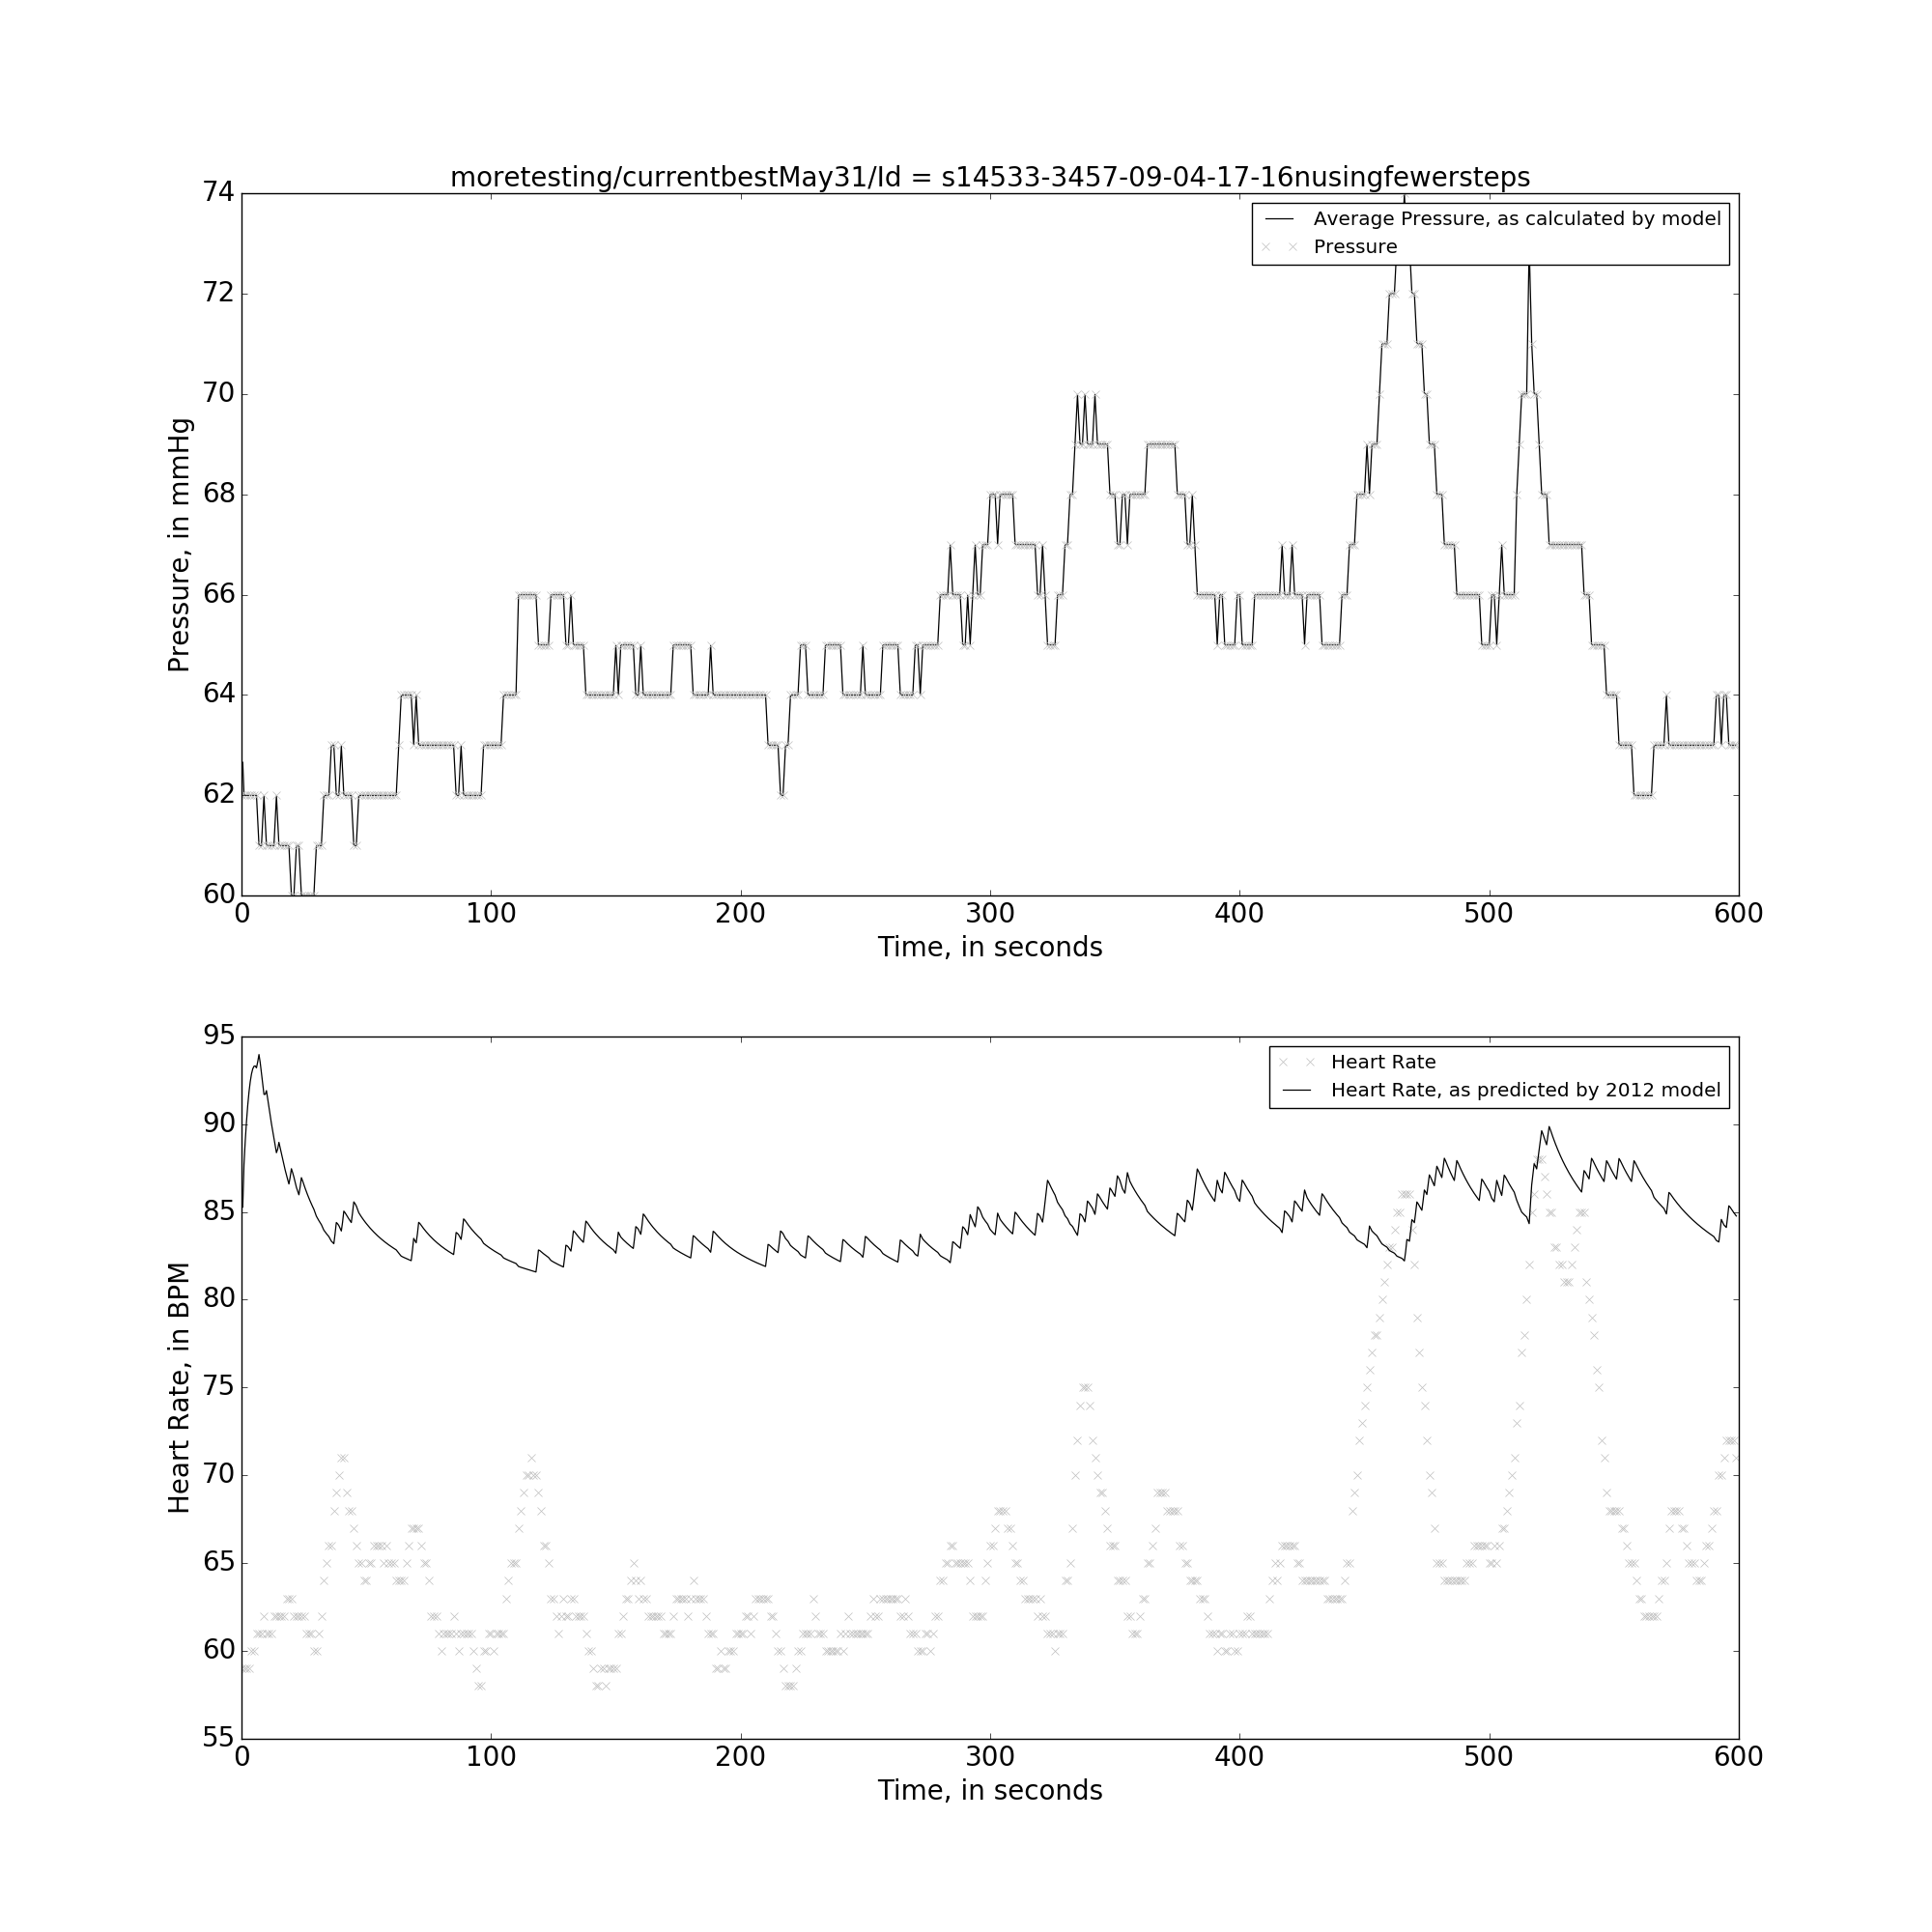 moretesting/currentbestMay31/Id = s14533-3457-09-04-17-16nusingfewersteps
74
72
70
68
66
64
62
60
Pressure, in mmHg
Average Pressure, as calculated by model
Pressure
0 100 200 300 400 500 600
Time, in seconds
95
90
85
80
75
70
65
60
55
Heart Rate, in BPM
Heart Rate
Heart Rate, as predicted by 2012 model
0 100 200 300 400 500 600
Time, in seconds